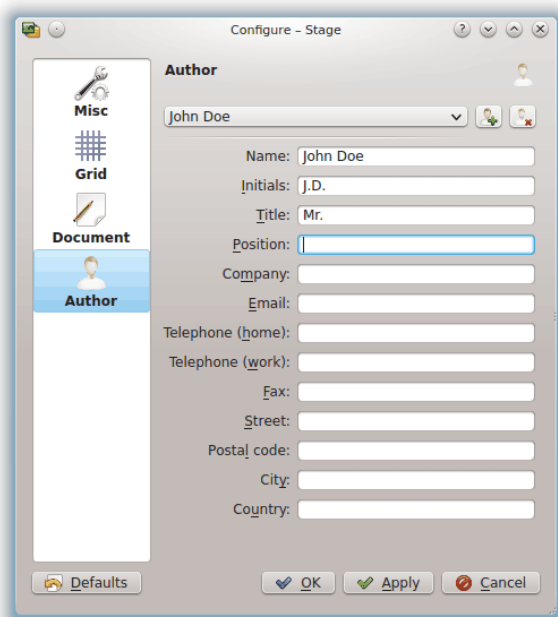 Configure – Stage
Misc
Grid
Document
Author
Author
John Doe
Name: John Doe
Initials: J.D.
Title: Mr.
Position:
Company:
Email:
Telephone (home):
Telephone (work):
Fax:
Street:
Postal code:
City:
Country:
Defaults
OK
Apply
Cancel